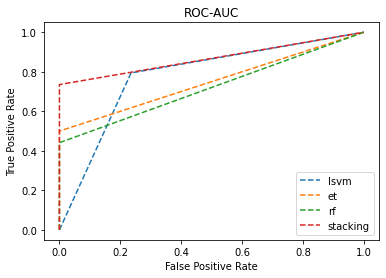 ROC-AUC
True Positive Rate
1.0
0.8
0.6
0.4
0.2
0.0
lsvm
et
rf
stacking
0.0 0.2 0.4 0.6 0.8 1.0
False Positive Rate